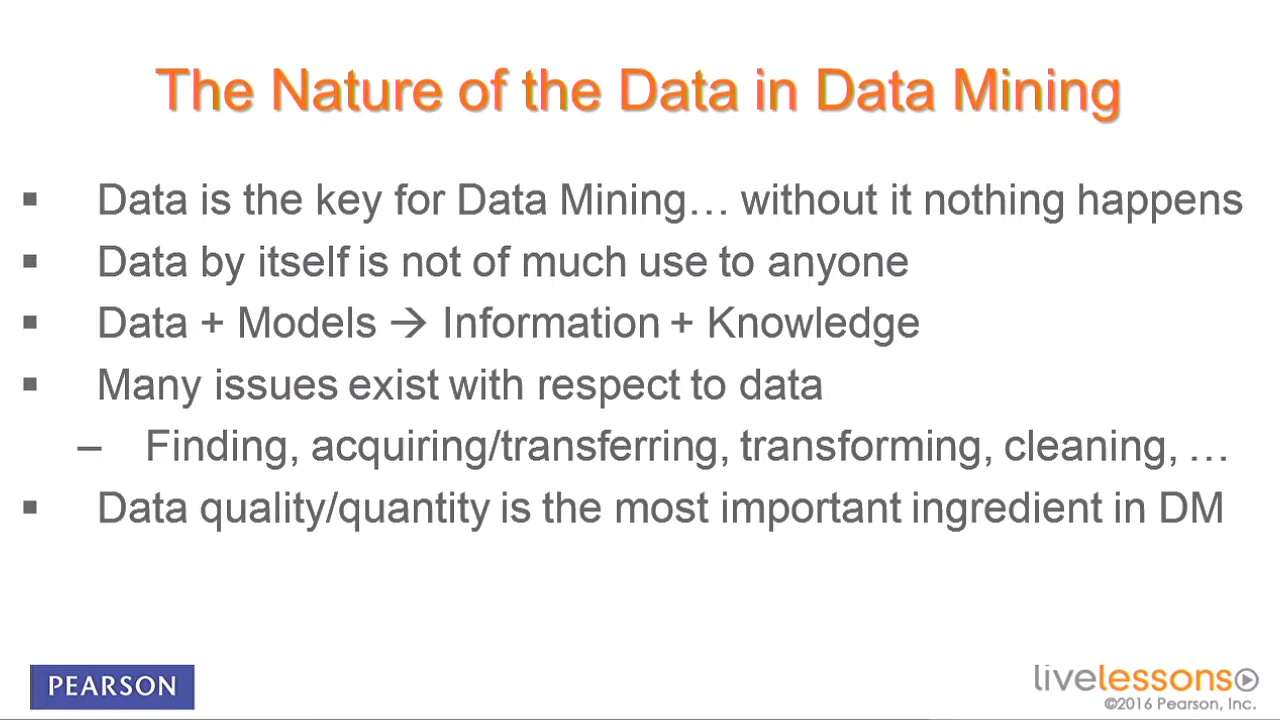 The Nature of the Data in Data Mining
▪ Data is the key for Data Mining… without it nothing happens
▪ Data by itself is not of much use to anyone
▪ Data + Models → Information + Knowledge
▪ Many issues exist with respect to data
– Finding, acquiring/transferring, transforming, cleaning, …
▪ Data quality/quantity is the most important ingredient in DM
PEARSON
livelessons
©2016 Pearson, Inc.